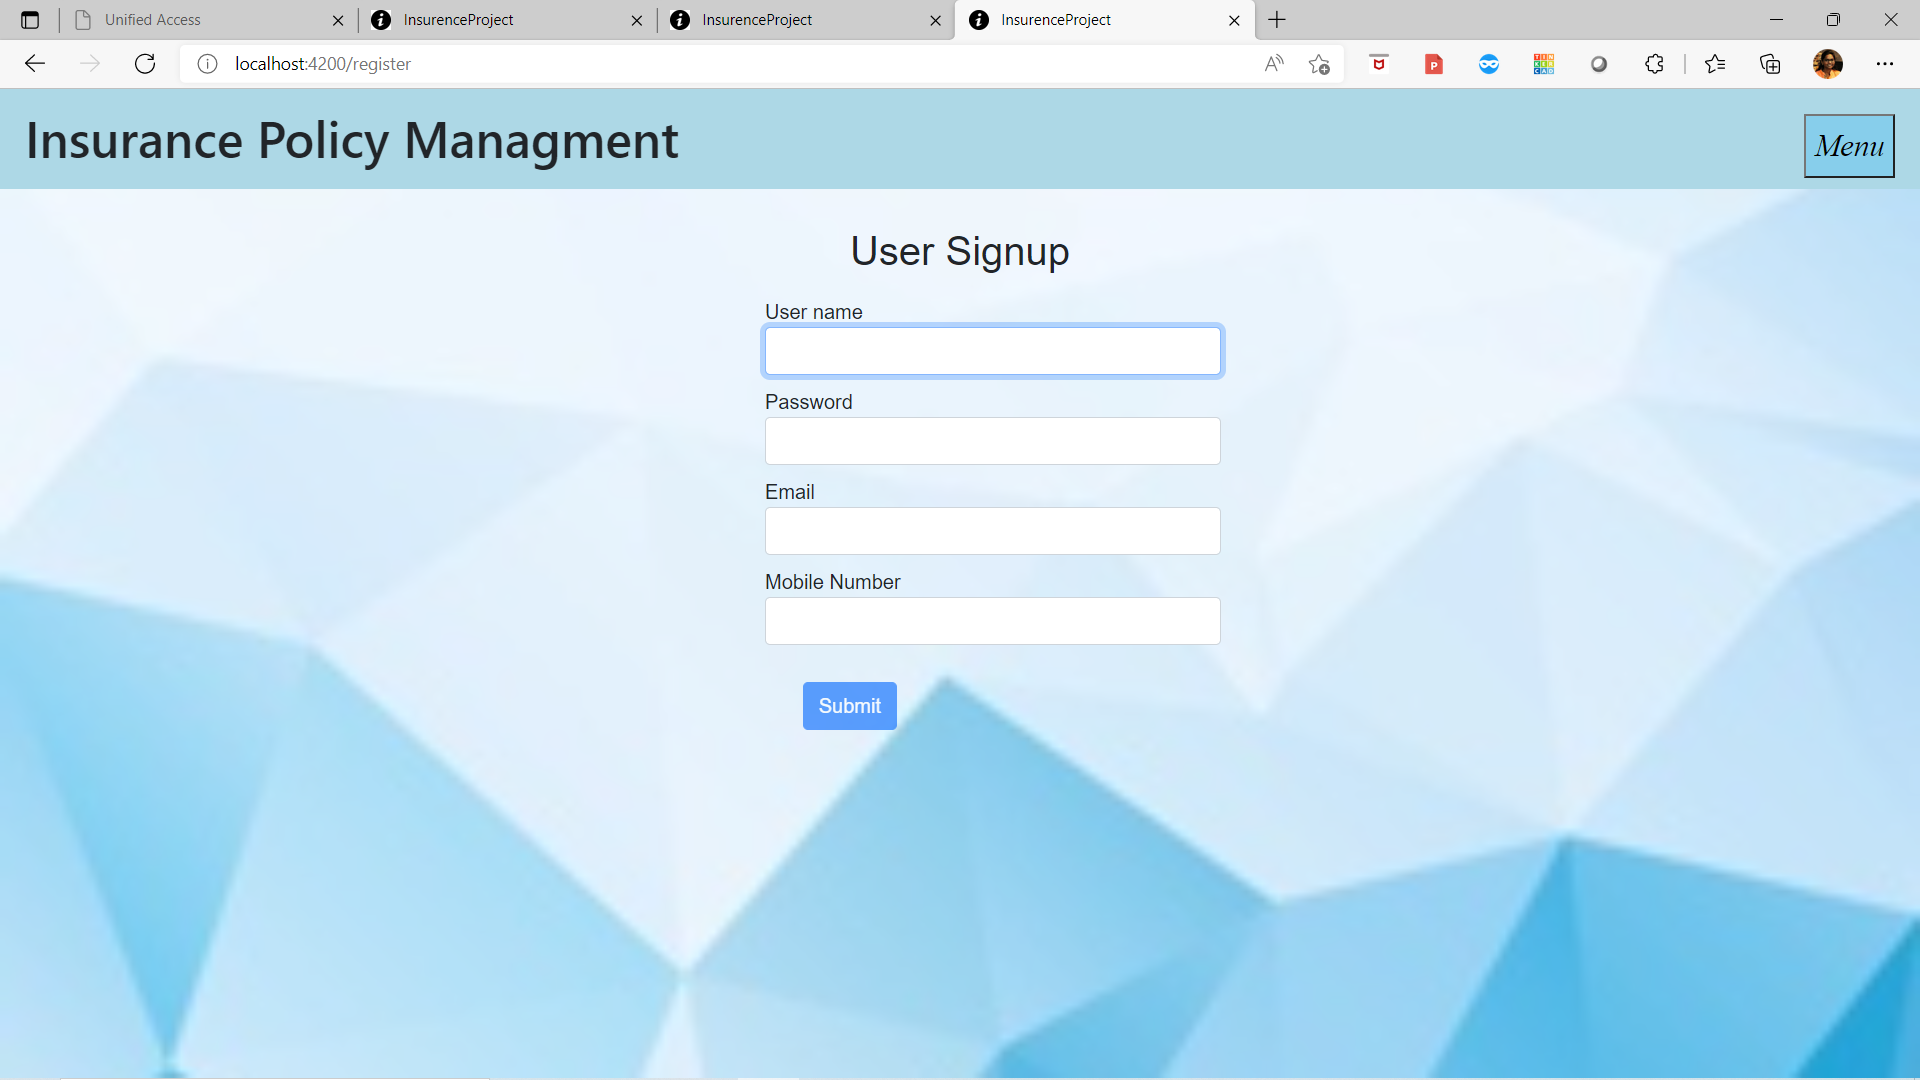 Unified Access
InsurenceProject
InsurenceProject
InsurenceProject
localhost:4200/register
Insurance Policy Managment
Menu
User Signup
User name
Password
Email
Mobile Number
Submit